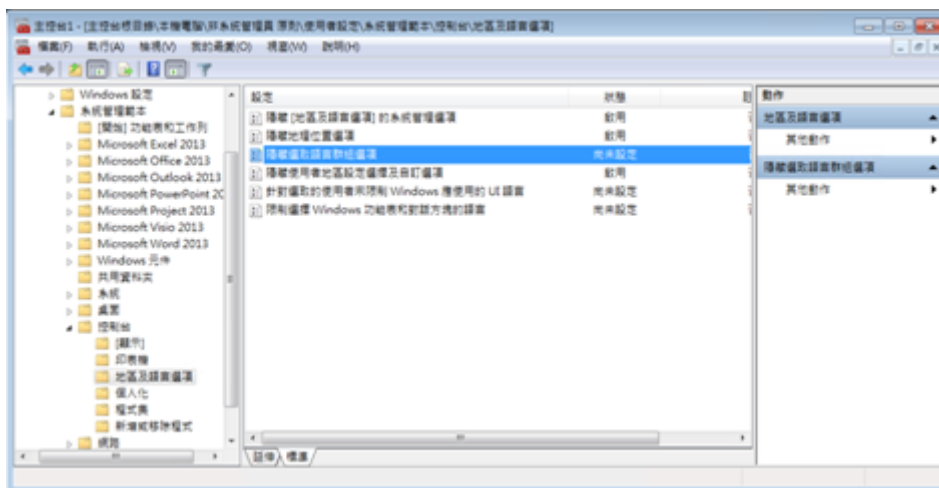 主控台1 - [主控台根目錄\本機電腦\非系統管理員 原則\使用者設定\系統管理範本\控制台\地區及語言選項]
檔案(F) 執行(A) 檢視(V) 我的最愛(O) 視窗(W) 說明(H)
Windows 設定
系統管理範本
[開始] 功能表和工作列
Microsoft Excel 2013
Microsoft Office 2013
Microsoft Outlook 2013
Microsoft PowerPoint 20
Microsoft Project 2013
Microsoft Visio 2013
Microsoft Word 2013
Windows 元件
共用資料夾
系統
桌面
控制台
[顯示]
印表機
地區及語言選項
個人化
程式集
新增或移除程式
網路
設定 狀態
隱藏 [地區及語言選項] 的系統管理選項 啟用
隱藏地理位置選項 啟用
隱藏選取語言群組選項 尚未設定
隱藏使用者地區設定選擇及自訂選項 啟用
針對選取的使用者來限制 Windows 應使用的 UI 語言 尚未設定
限制選擇 Windows 功能表和對話方塊的語言 尚未設定
延伸 標準
動作
地區及語言選項
其他動作
隱藏選取語言群組選項
其他動作